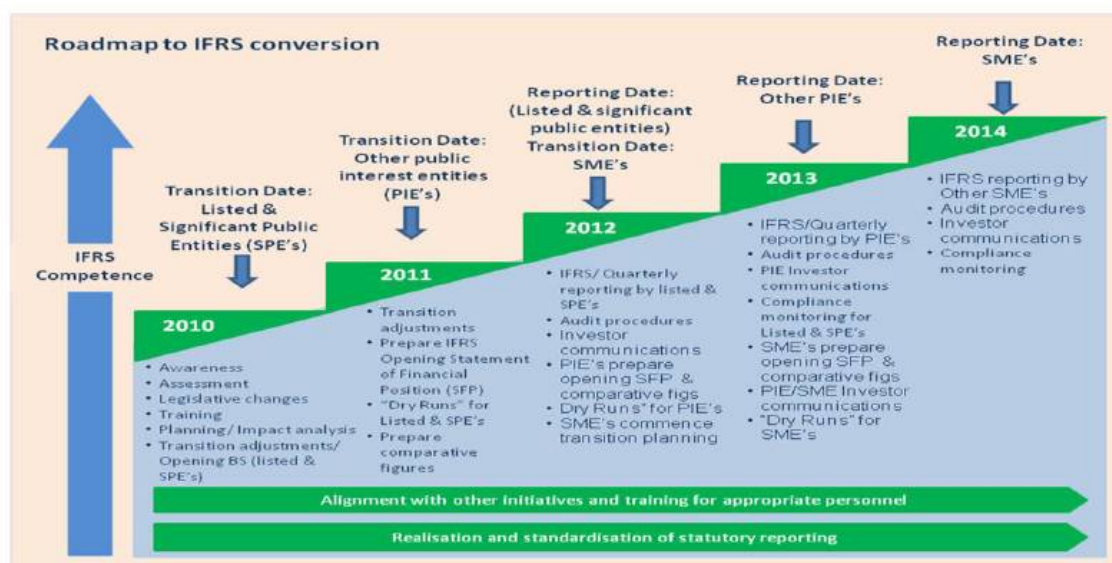 Roadmap to IFRS conversion
IFRS
Competence
Transition Date:
Listed &
Significant Public
Entities (SPE's)
2010
• Awareness
• Assessment
• Legislative changes
• Training
• Planning/ Impact analysis
• Transition adjustments/
Opening BS (listed &
SPE's)
Transition Date:
Other public
interest entities
(PIE's)
2011
• Transition
adjustments
• Prepare IFRS
Opening Statement
of Financial
Position (SFP)
• "Dry Runs" for
Listed & SPE's
• Prepare
comparative
figures
Reporting Date:
(Listed & significant
public entities)
Transition Date:
SME's
2012
• IFRS/ Quarterly
reporting by listed &
SPE's
• Audit procedures
• Investor
communications
• PIE's prepare
opening SFP &
comparative figs
• Dry Runs" for PIE's
• SME's commence
transition planning
Reporting Date:
Other PIE's
2013
• IFRS/Quarterly
reporting by PIE's
• Audit procedures
• PIE Investor
communications
• Compliance
monitoring for
Listed & SPE's
• SME's prepare
opening SFP &
comparative figs
• PIE/SME Investor
communications
• "Dry Runs" for
SME's
Reporting Date:
SME's
2014
• IFRS reporting by
Other SME's
• Audit procedures
• Investor
communications
• Compliance
monitoring
Alignment with other initiatives and training for appropriate personnel
Realisation and standardisation of statutory reporting